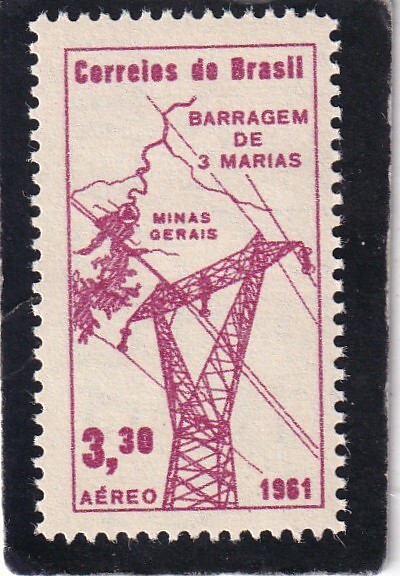 Correios do Brasil
BARRAGEM
DE
3 MARIAS
MINAS
GERAIS
3,30
AÉREO
1961